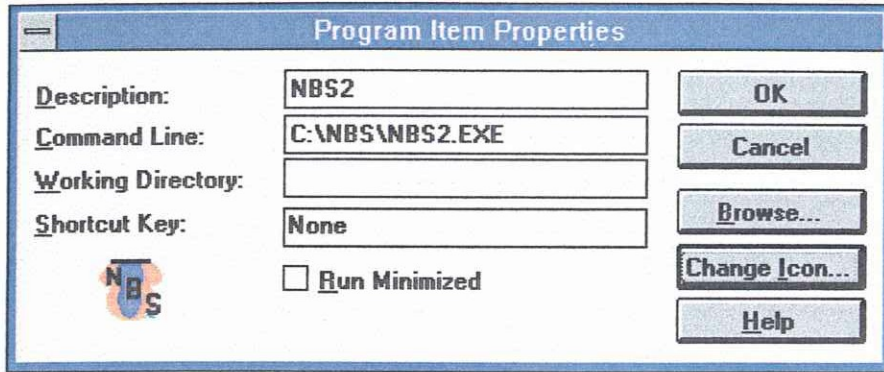 Program Item Properties
Description: NBS2
Command Line: C:\NBS\NBS2.EXE
Working Directory:
Shortcut Key: None
Run Minimized
NBS
OK
Cancel
Browse...
Change Icon...
Help